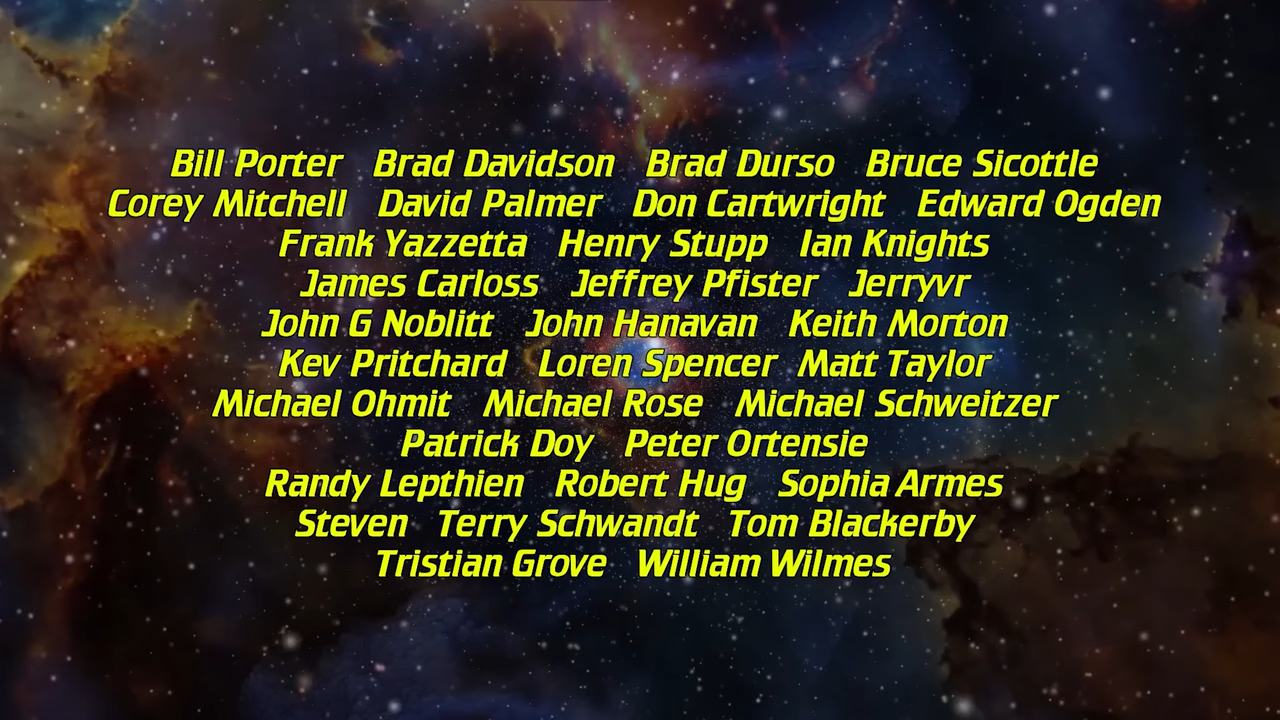 Bill Porter Brad Davidson Brad Durso Bruce Sicottle
Corey Mitchell David Palmer Don Cartwright Edward Ogden
Frank Yazzetta Henry Stupp Ian Knights
James Carloss Jeffrey Pfister Jerryvr
John G Noblitt John Hanavan Keith Morton
Kev Pritchard Loren Spencer Matt Taylor
Michael Ohmit Michael Rose Michael Schweitzer
Patrick Doy Peter Ortensie
Randy Lepthien Robert Hug Sophia Armes
Steven Terry Schwandt Tom Blackerby
Tristian Grove William Wilmes